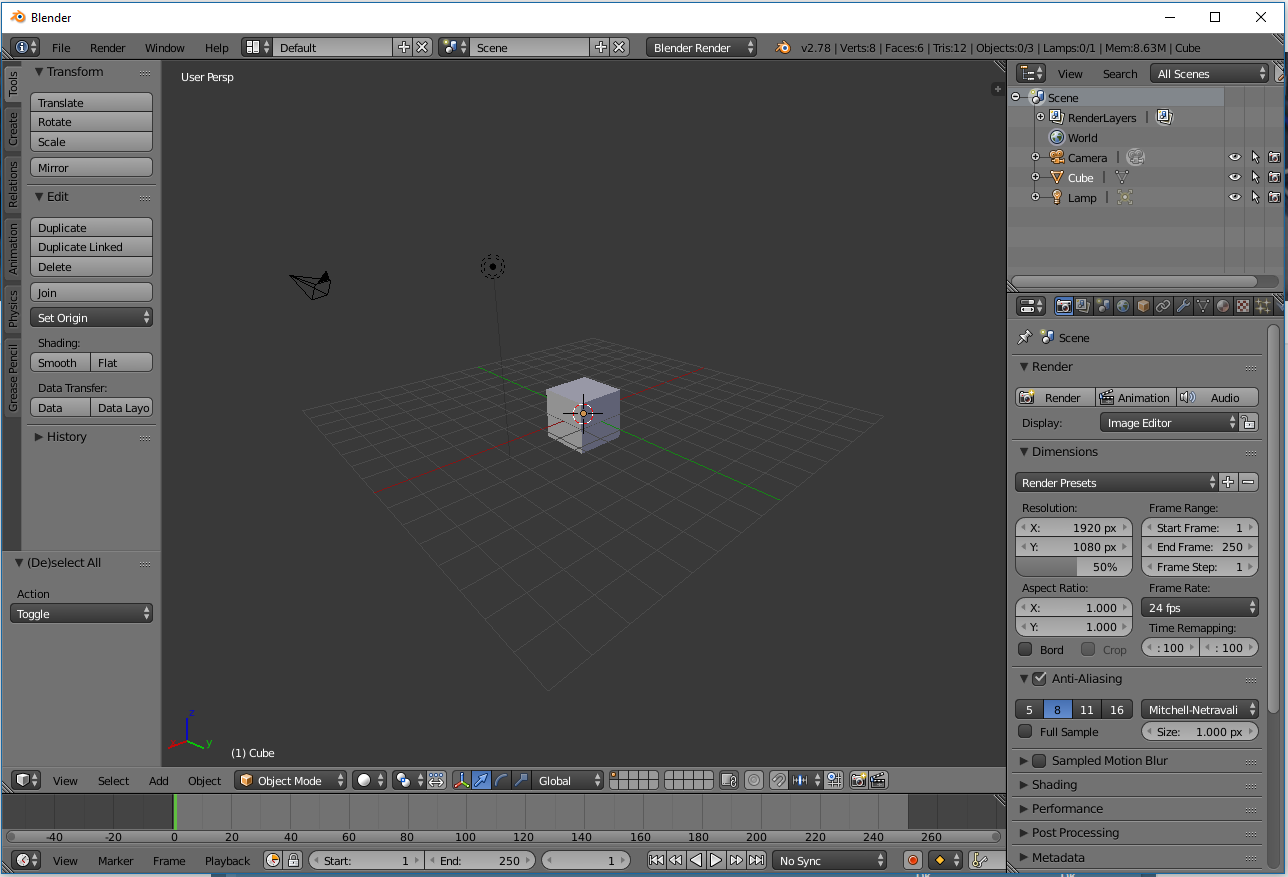 Blender
File Render Window Help Default Scene Blender Render v2.78 | Verts:8 | Faces:6 | Tris:12 | Objects:0/3 | Lamps:0/1 | Mem:8.63M | Cube
Tools
Create
Relations
Animation
Physics
Grease Pencil
Transform
Translate
Rotate
Scale
Mirror
Edit
Duplicate
Duplicate Linked
Delete
Join
Set Origin
Shading:
Smooth Flat
Data Transfer:
Data Data Layo
History
(De)select All
Action
Toggle
User Persp
z
x y
(1) Cube
View Select Add Object Object Mode Global
-40 -20 0 20 40 60 80 100 120 140 160 180 200 220 240 260
View Marker Frame Playback Start: 1 End: 250 1 No Sync
View Search All Scenes
Scene
RenderLayers |
World
Camera |
Cube |
Lamp |
Scene
Render
Render Animation Audio
Display: Image Editor
Dimensions
Render Presets
Resolution: Frame Range:
X: 1920 px Start Frame: 1
Y: 1080 px End Frame: 250
50% Frame Step: 1
Aspect Ratio: Frame Rate:
X: 1.000 24 fps
Y: 1.000 Time Remapping:
Bord Crop : 100 : 100
Anti-Aliasing
5 8 11 16 Mitchell-Netravali
Full Sample Size: 1.000 px
Sampled Motion Blur
Shading
Performance
Post Processing
Metadata